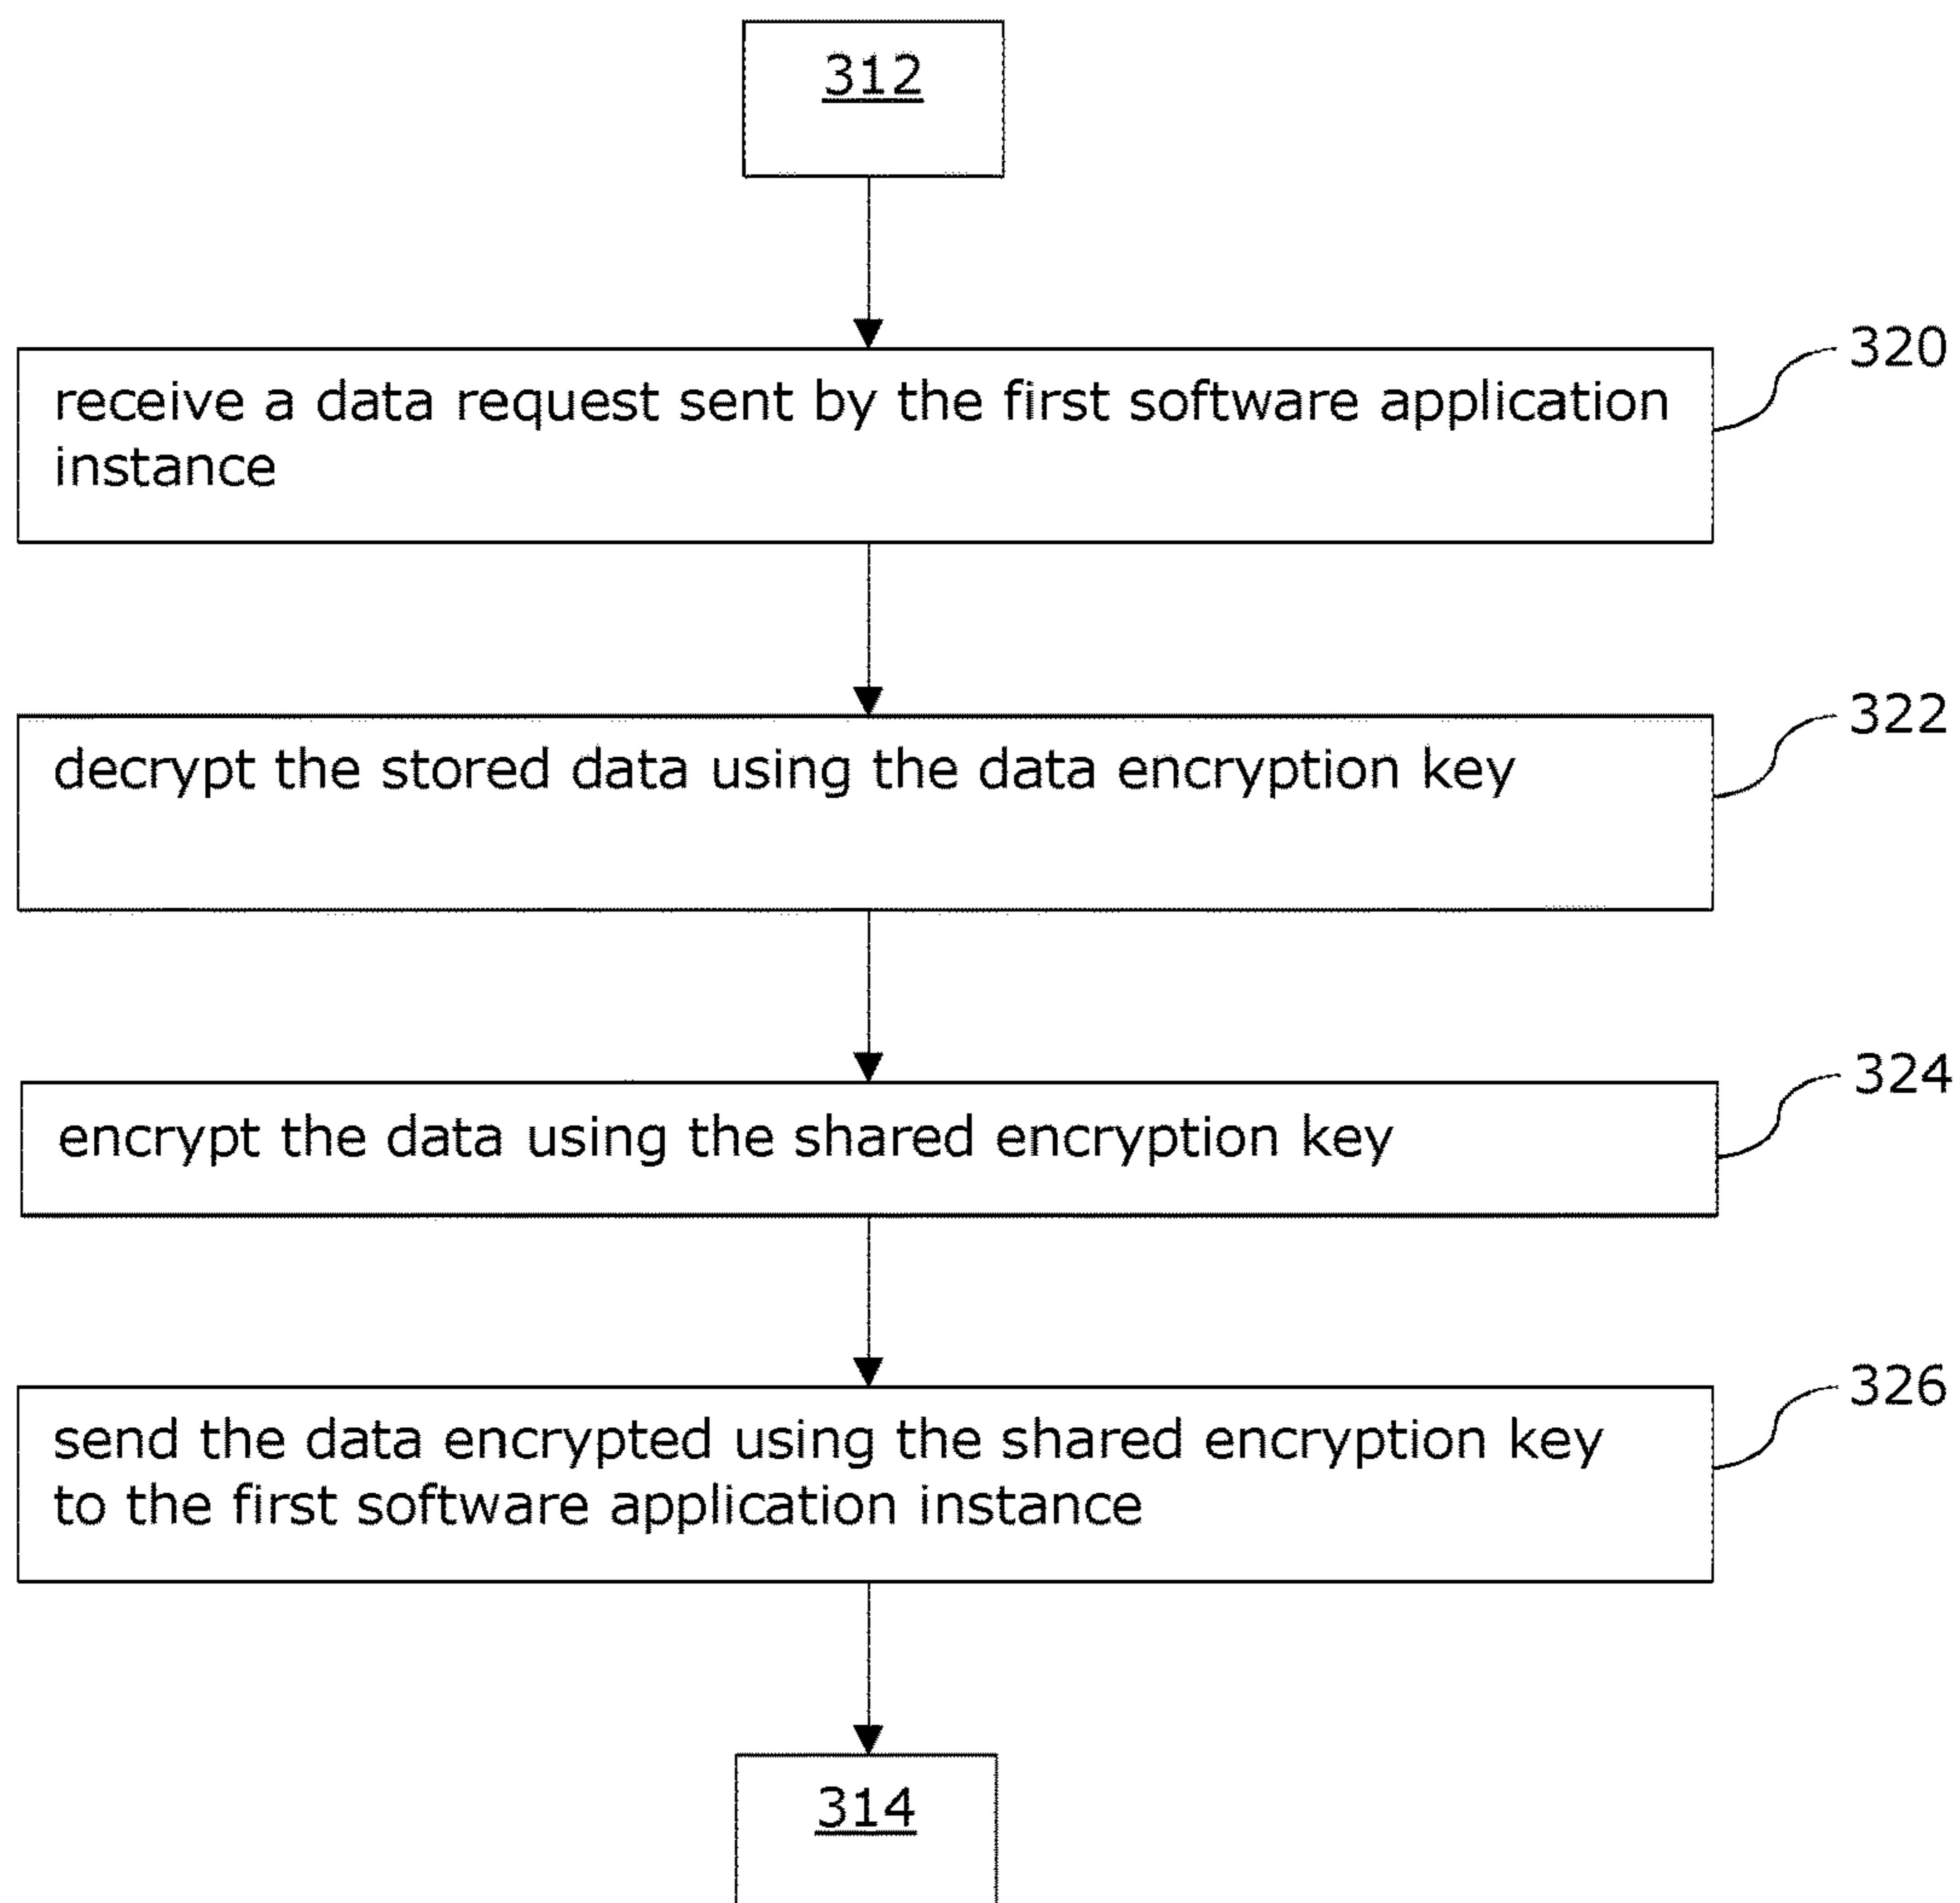 312
320
receive a data request sent by the first software application
instance
322
decrypt the stored data using the data encryption key
324
encrypt the data using the shared encryption key
326
send the data encrypted using the shared encryption key
to the first software application instance
314